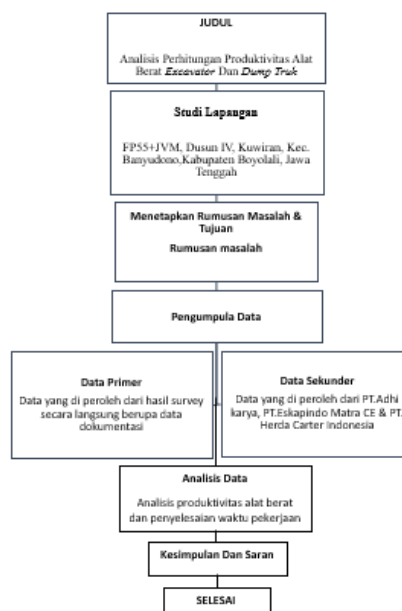 JUDUL
Analisis Perhitungan Produktivitas Alat
Berat Excavator Dan Dump Truk
Studi Lapangan
FP55+JVM, Dusun IV, Kuwiran, Kec.
Banyudono,Kabupaten Boyolali, Jawa
Tenggah
Menetapkan Rumusan Masalah &
Tujuan
Rumusan masalah
Pengumpula Data
Data Primer
Data yang di peroleh dari hasil survey
secara langsung berupa data
dokumentasi
Data Sekunder
Data yang di peroleh dari PT.Adhi
karya, PT.Eskapindo Matra CE & PT.
Herda Carter Indonesia
Analisis Data
Analisis produktivitas alat berat
dan penyelesaian waktu pekerjaan
Kesimpulan Dan Saran
SELESAI